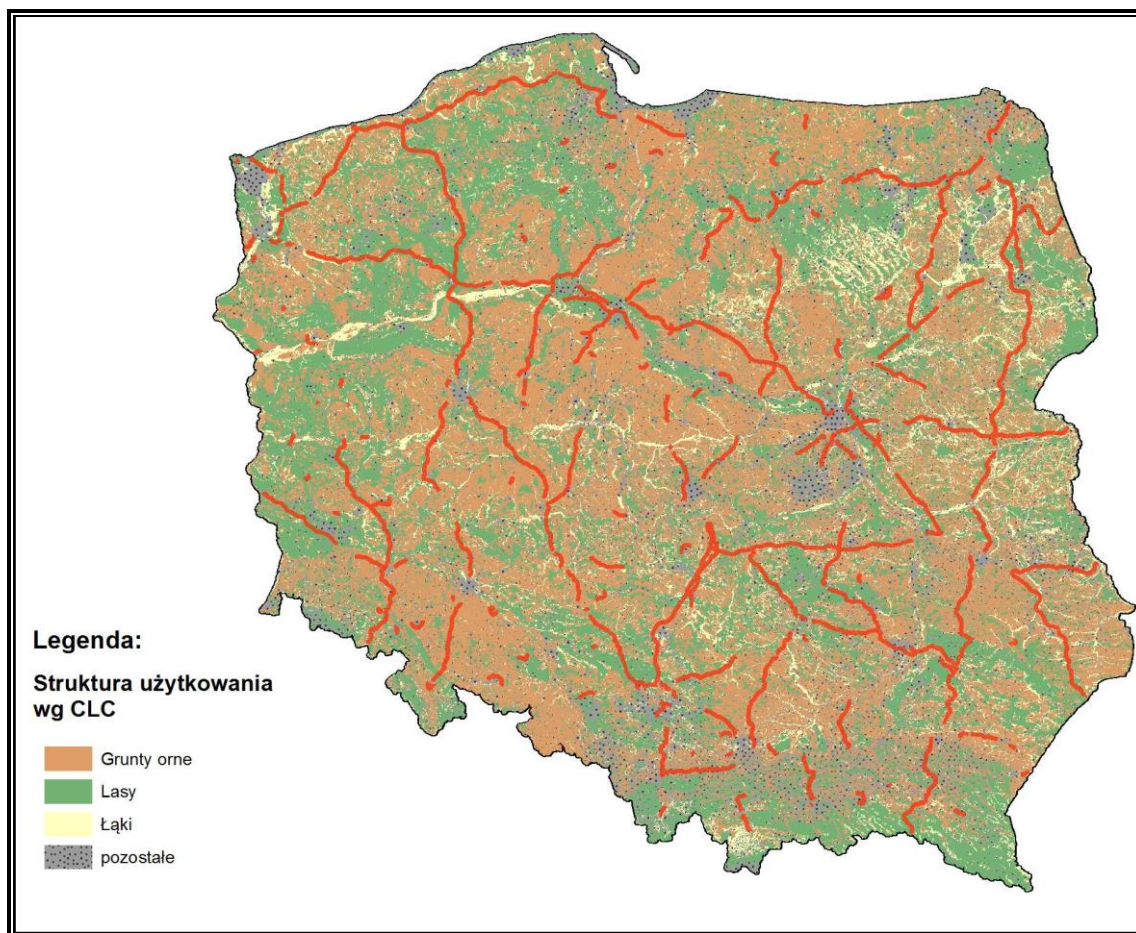 Legenda:
Struktura użytkowania
wg CLC
Grunty orne
Lasy
Łąki
pozostałe